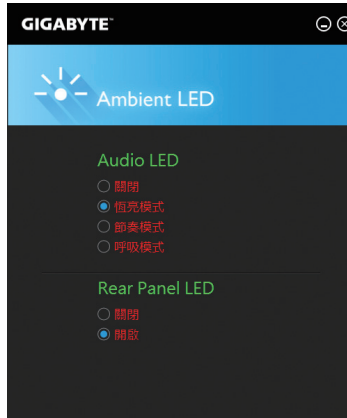 GIGABYTE™
Ambient LED
Audio LED
關閉
恆亮模式
節奏模式
呼吸模式
Rear Panel LED
關閉
開啟